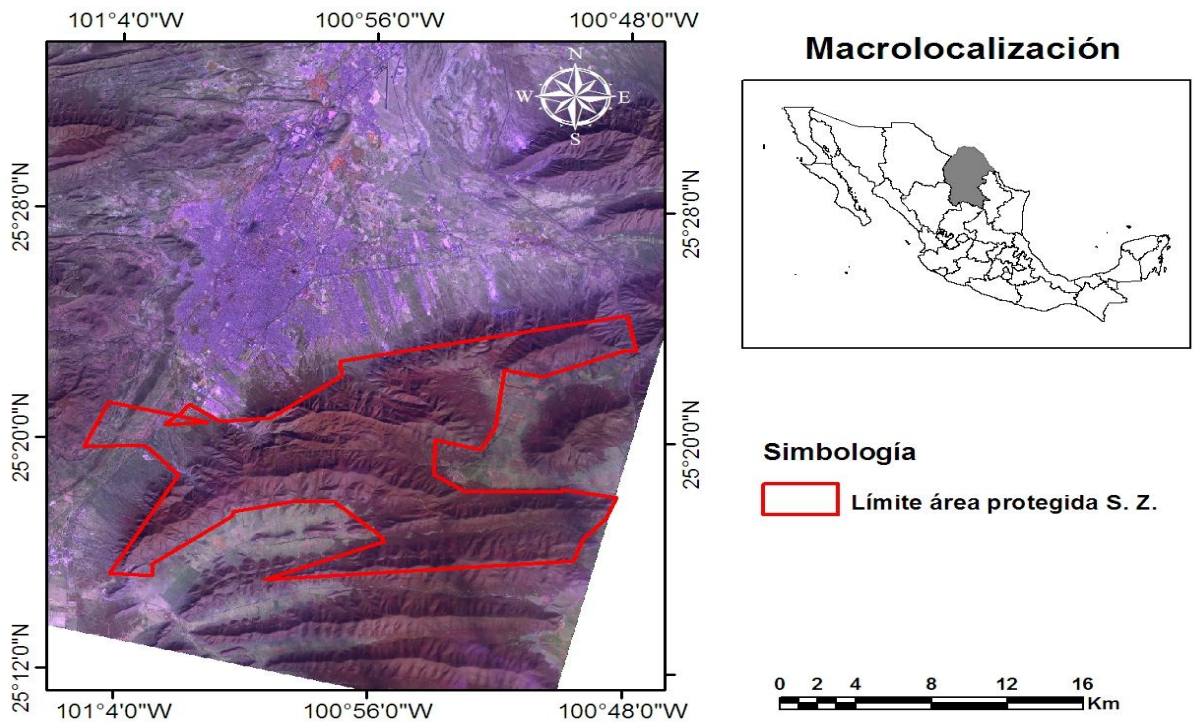 101°4'0"W
100°56'0"W
100°48'0"W
Macrolocalización
N
W
E
S
25°28'0"N
25°28'0"N
25°20'0"N
25°20'0"N
Simbología
Límite área protegida S. Z.
25°12'0"N
0 2 4 8 12 16
Km
101°4'0"W
100°56'0"W
100°48'0"W